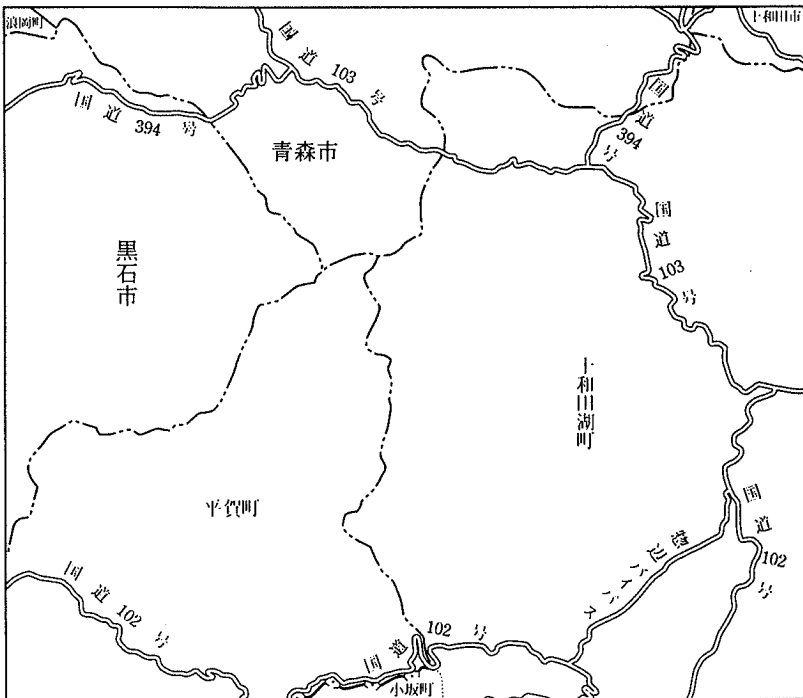 浪岡町
十和田市
国道103号
国道394号
国道394号
青森市
国道103号
黒石市
十和田湖町
平賀町
国道102号
惣辺バイパス
国道102号
国道102号
小坂町